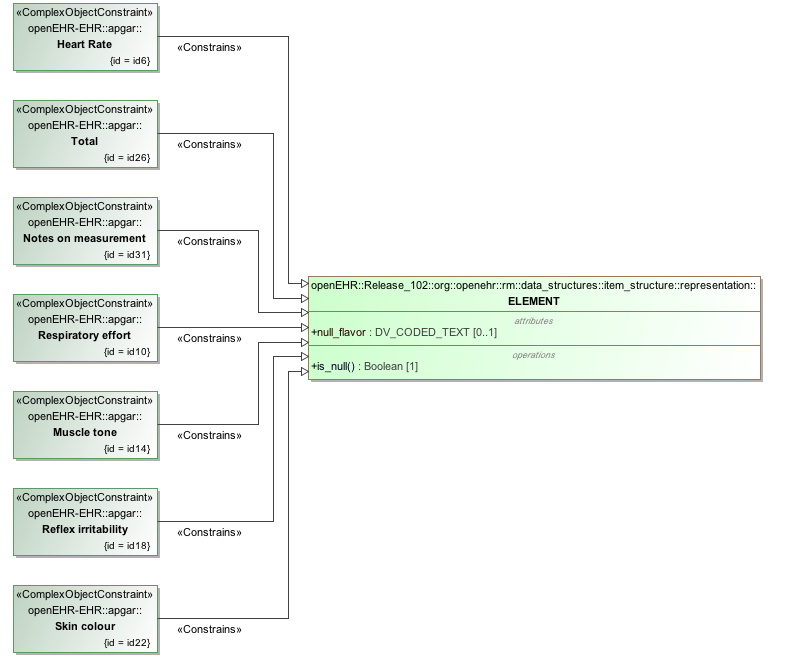 «ComplexObjectConstraint»
openEHR-EHR::apgar::
Heart Rate
{id = id6}
«Constrains»
«ComplexObjectConstraint»
openEHR-EHR::apgar::
Total
{id = id26}
«Constrains»
«ComplexObjectConstraint»
openEHR-EHR::apgar::
Notes on measurement
{id = id31}
«Constrains»
«ComplexObjectConstraint»
openEHR-EHR::apgar::
Respiratory effort
{id = id10}
«Constrains»
«ComplexObjectConstraint»
openEHR-EHR::apgar::
Muscle tone
{id = id14}
«Constrains»
«ComplexObjectConstraint»
openEHR-EHR::apgar::
Reflex irritability
{id = id18}
«Constrains»
«ComplexObjectConstraint»
openEHR-EHR::apgar::
Skin colour
{id = id22}
«Constrains»
openEHR::Release_102::org::openehr::rm::data_structures::item_structure::representation::
ELEMENT
attributes
+null_flavor : DV_CODED_TEXT [0..1]
operations
+is_null() : Boolean [1]